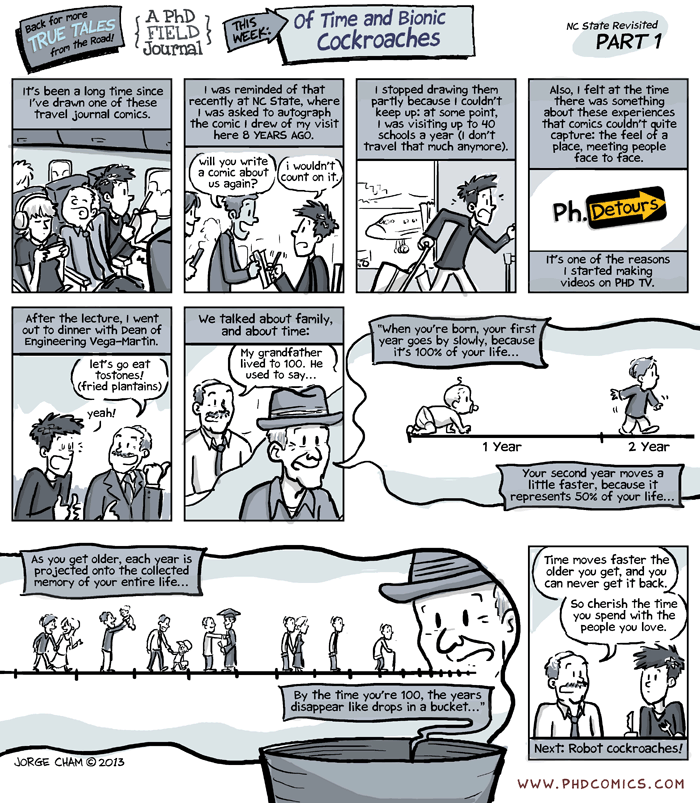 Back for more
TRUE TALES
from the Road!
A PhD
FIELD
Journal
THIS
WEEK:
Of Time and Bionic
Cockroaches
NC State Revisited
PART 1
It's been a long time since
I've drawn one of these
travel journal comics.
I was reminded of that
recently at NC State, where
I was asked to autograph
the comic I drew of my visit
here 8 YEARS AGO.
will you write
a comic about
us again?
i wouldn't
count on it.
I stopped drawing them
partly because I couldn't
keep up: at some point,
I was visiting up to 40
schools a year (I don't
travel that much anymore).
Also, I felt at the time
there was something
about these experiences
that comics couldn't quite
capture: the feel of a
place, meeting people
face to face.
Ph.Detours
It's one of the reasons
I started making
videos on PHD TV.
After the lecture, I went
out to dinner with Dean of
Engineering Vega-Martin.
let's go eat
tostones!
(fried plantains)
yeah!
We talked about family,
and about time:
My grandfather
lived to 100. He
used to say...
"When you're born, your first
year goes by slowly, because
it's 100% of your life...
1 Year
2 Year
Your second year moves a
little faster, because it
represents 50% of your life...
As you get older, each year is
projected onto the collected
memory of your entire life...
By the time you're 100, the years
disappear like drops in a bucket..."
Time moves faster the
older you get, and you
can never get it back.
So cherish the time
you spend with the
people you love.
Next: Robot cockroaches!
JORGE CHAM © 2013
WWW.PHDCOMICS.COM